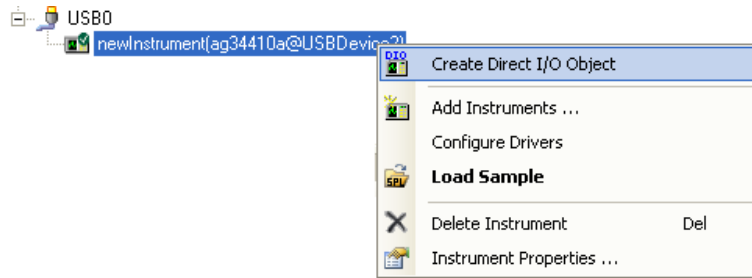 USB0
newInstrument(ag34410a@USBDevice2)
DIO
Create Direct I/O Object
Add Instruments ...
Configure Drivers
SPL
Load Sample
Delete Instrument Del
Instrument Properties ...